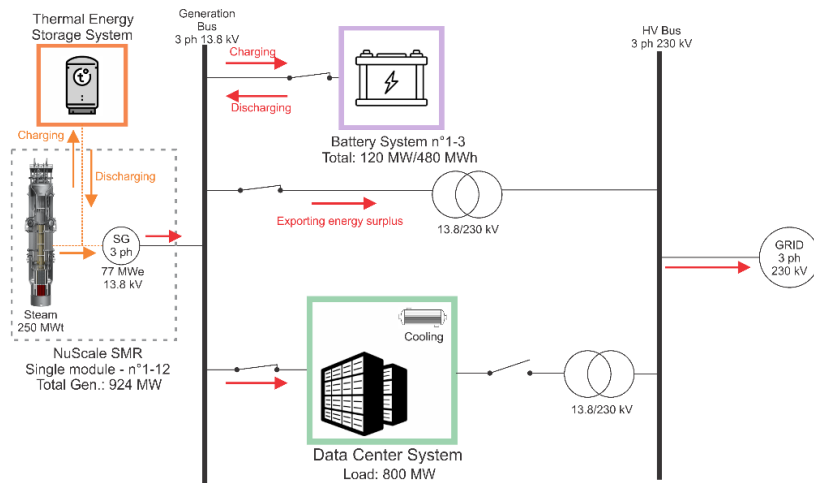 Thermal Energy
Storage System
t°
Charging
Discharging
Steam
250 MWt
SG
3 ph
77 MWe
13.8 kV
NuScale SMR
Single module - n°1-12
Total Gen.: 924 MW
Generation
Bus
3 ph 13.8 kV
Charging
Discharging
Battery System n°1-3
Total: 120 MW/480 MWh
Exporting energy surplus
13.8/230 kV
Cooling
Data Center System
Load: 800 MW
13.8/230 kV
HV Bus
3 ph 230 kV
GRID
3 ph
230 kV